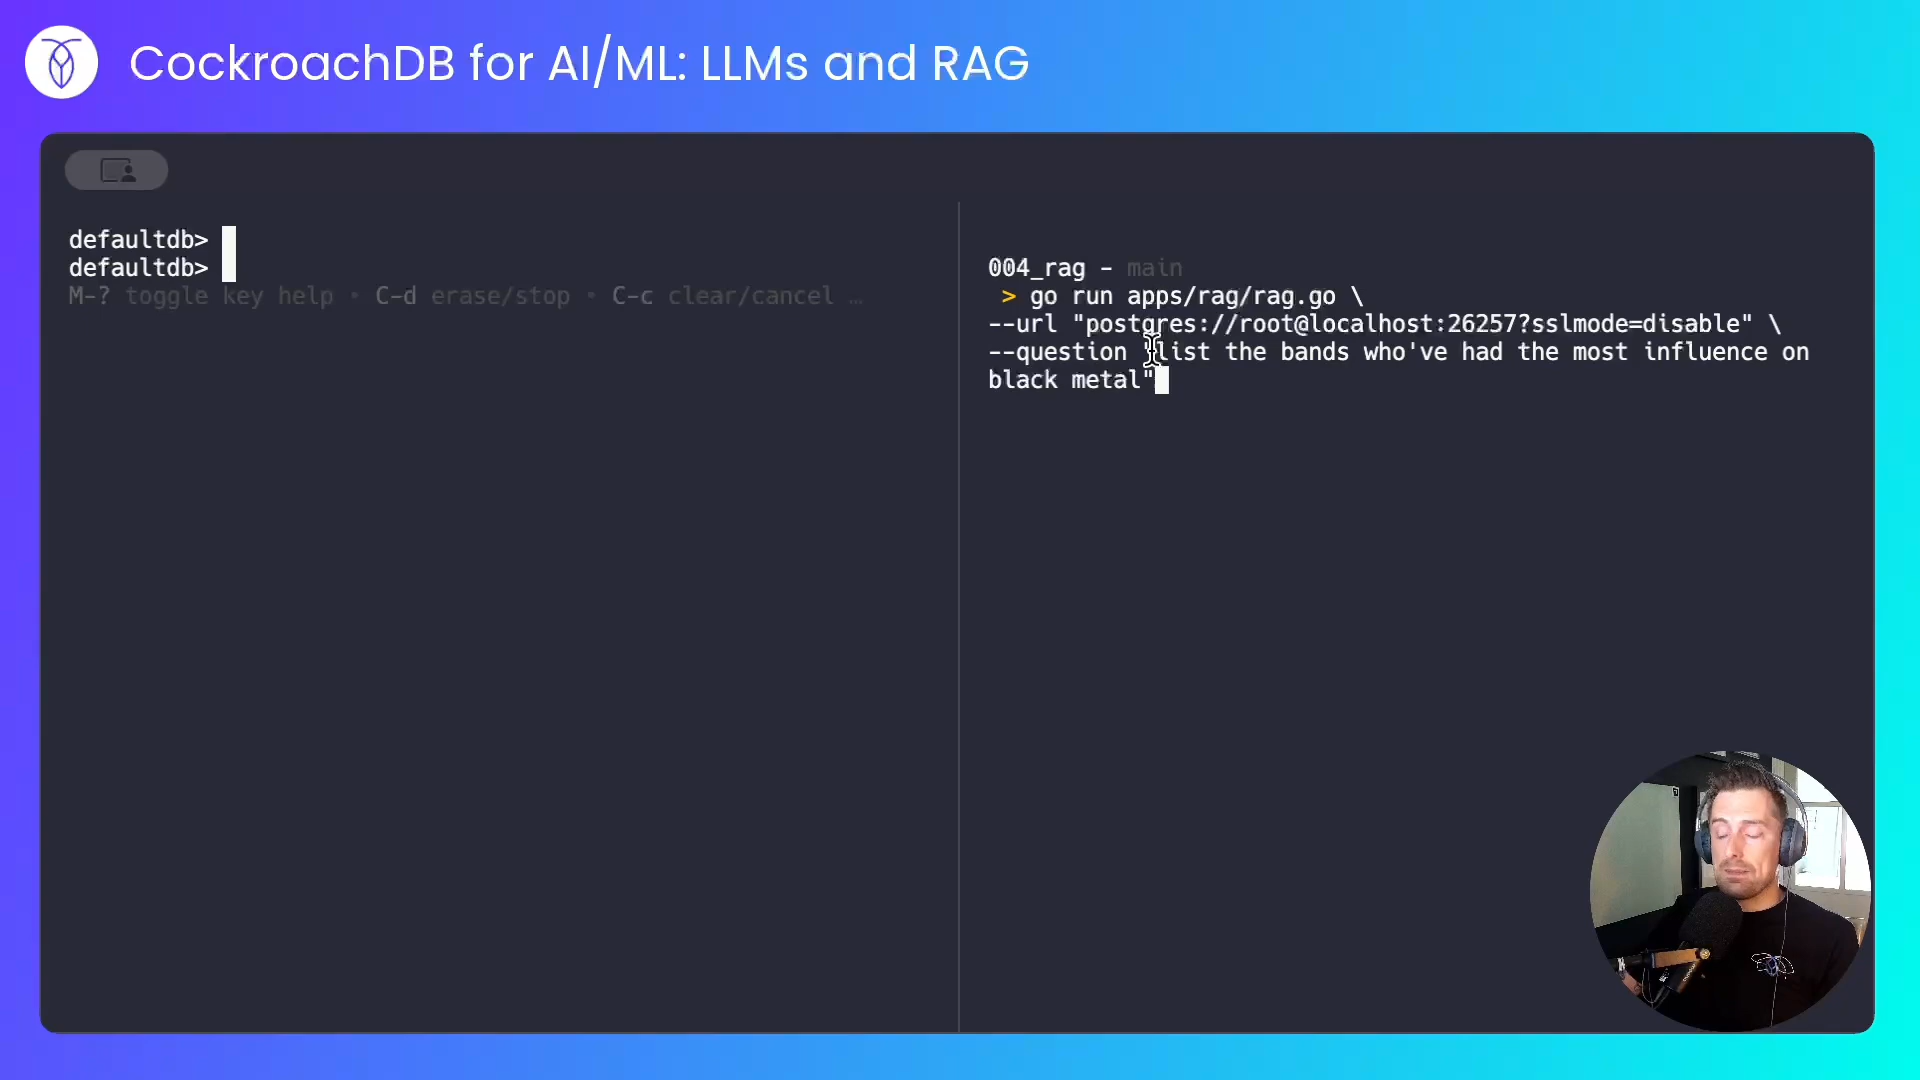 CockroachDB for AI/ML: LLMs and RAG
defaultdb>
defaultdb>
M-? toggle key help • C-d erase/stop • C-c clear/cancel …
004_rag - main
> go run apps/rag/rag.go \
--url "postgres://root@localhost:26257?sslmode=disable" \
--question "list the bands who've had the most influence on
black metal"